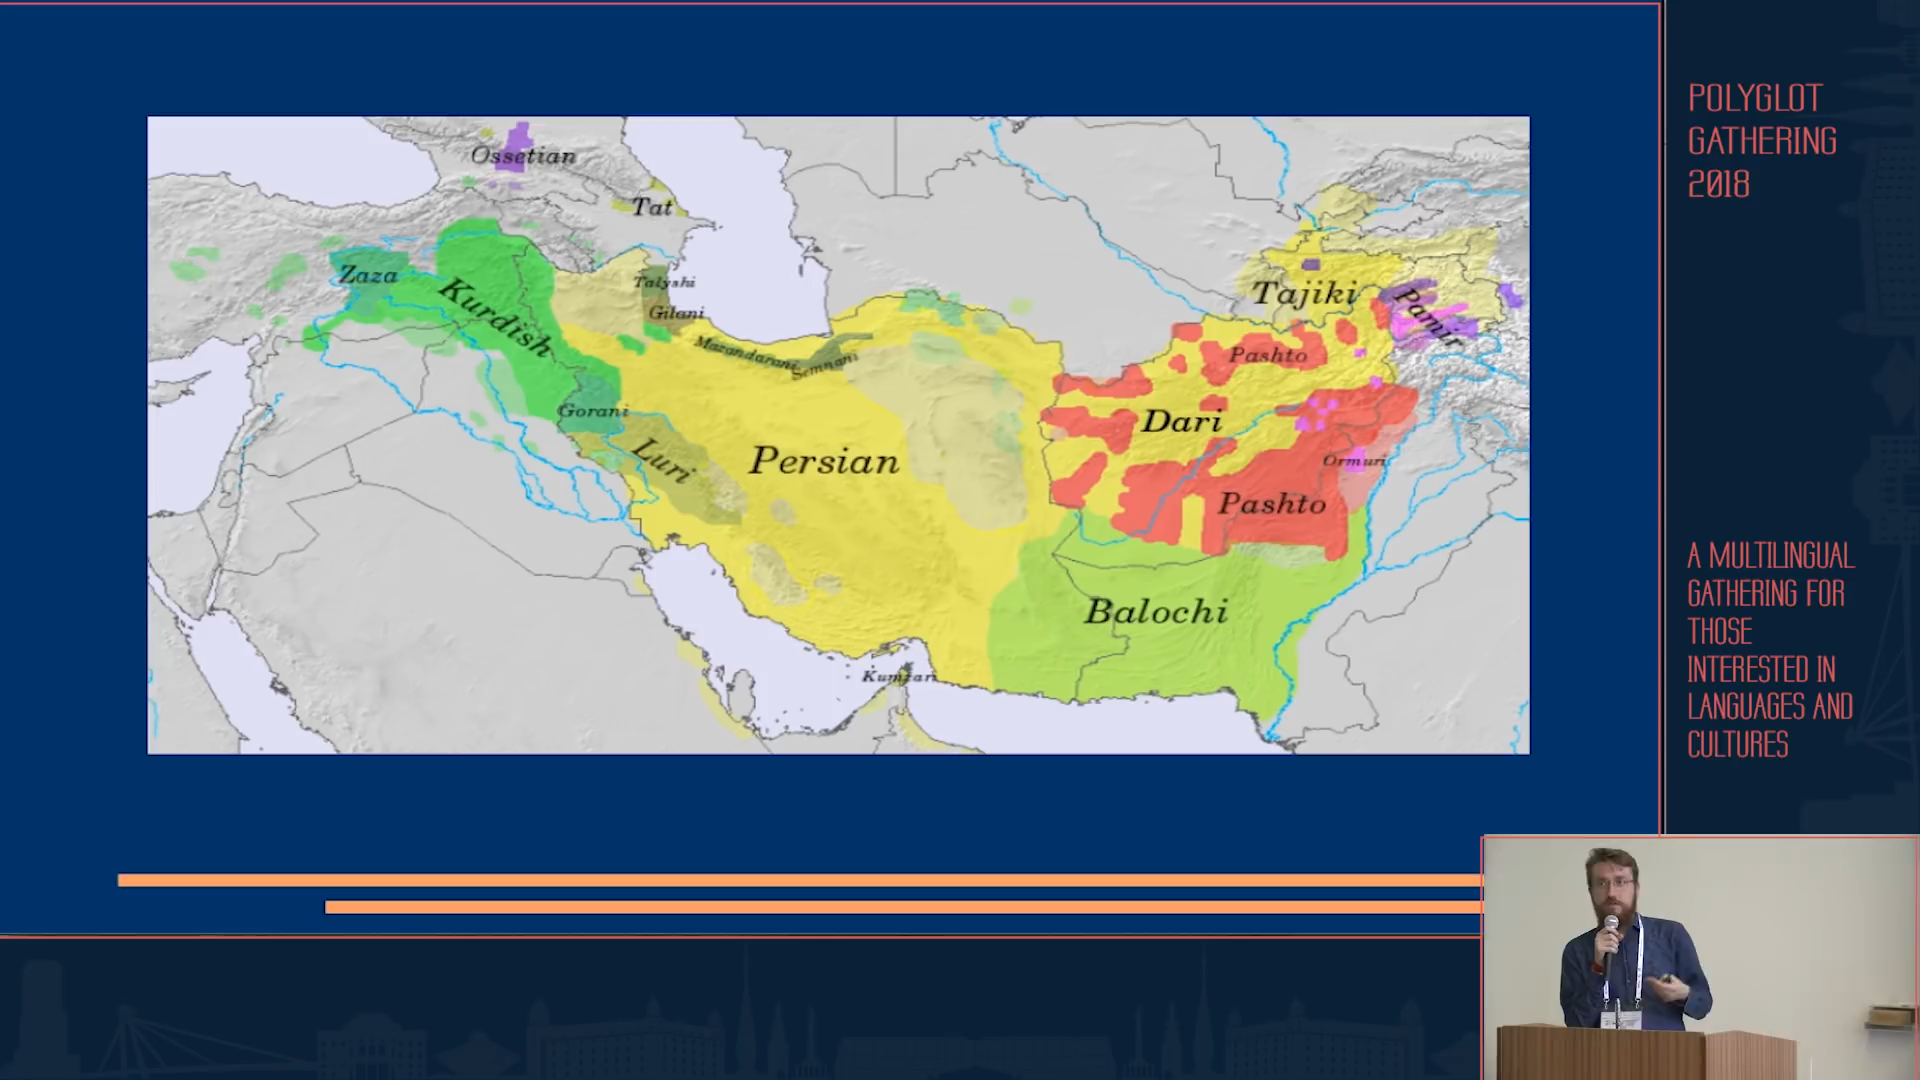 Ossetian
Tat
Zaza
Kurdish
Talyshi
Gilani
Mazandarani
Semnani
Gorani
Luri
Persian
Tajiki
Pamir
Pashto
Dari
Ormuri
Pashto
Balochi
Kumzari
POLYGLOT
GATHERING
2018
A MULTILINGUAL
GATHERING FOR
THOSE
INTERESTED IN
LANGUAGES AND
CULTURES